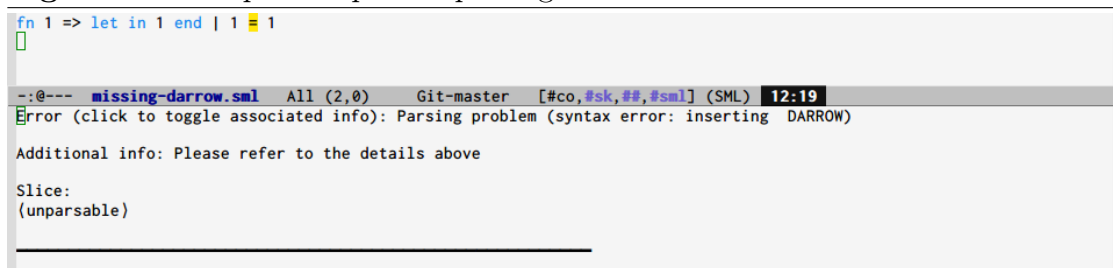 fn 1 => let in 1 end | 1 = 1
-:@--- missing-darrow.sml All (2,0) Git-master [#co,#sk,##,#sml] (SML) 12:19
Error (click to toggle associated info): Parsing problem (syntax error: inserting DARROW)
Additional info: Please refer to the details above
Slice:
⟨unparsable⟩